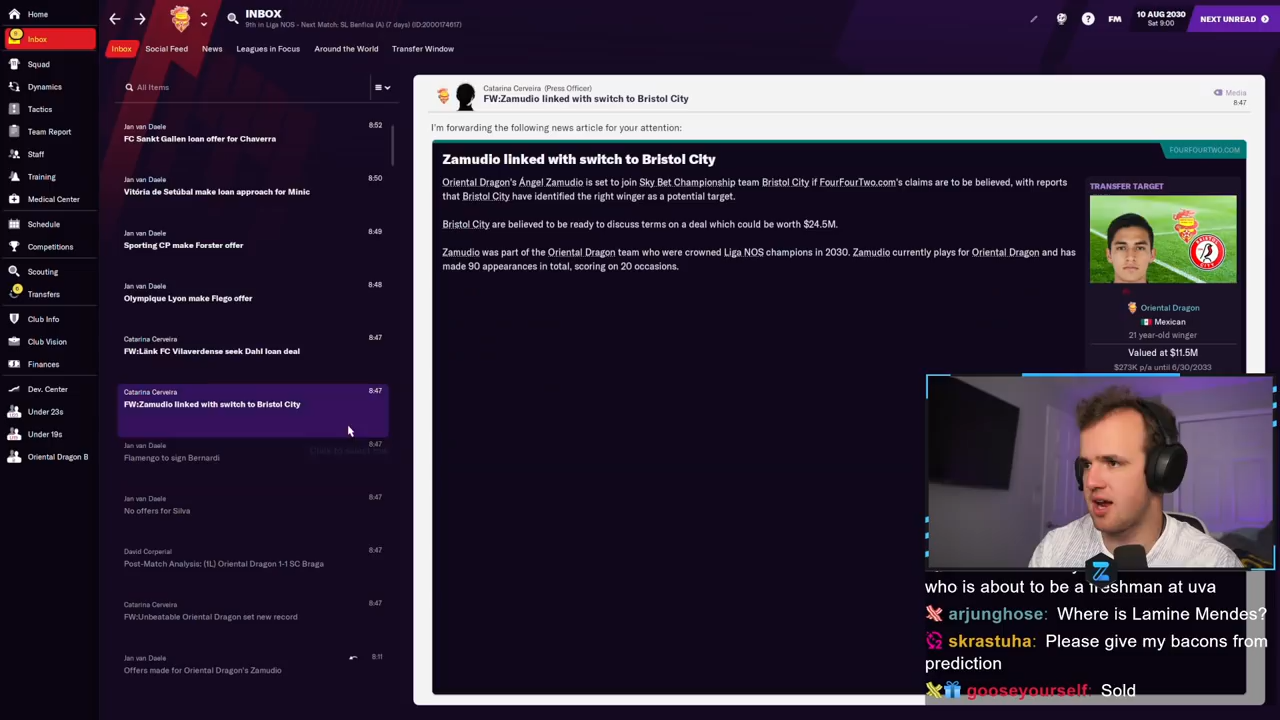 INBOX
9th in Liga NOS - Next Match: SL Benfica (A) (7 days) (ID:2000174817)
10 AUG 2030
Sat 9:00
FM
NEXT UNREAD
Home
Inbox
Squad
Dynamics
Tactics
Team Report
Staff
Training
Medical Center
Schedule
Competitions
Scouting
Transfers
Club Info
Club Vision
Finances
Dev. Center
Under 23s
Under 19s
Oriental Dragon B
Inbox Social Feed News Leagues in Focus Around the World Transfer Window
All Items
Jan van Daele 8:52
FC Sankt Gallen loan offer for Chaverra
Jan van Daele 8:50
Vitória de Setúbal make loan approach for Minic
Jan van Daele 8:49
Sporting CP make Forster offer
Jan van Daele 8:48
Olympique Lyon make Fiego offer
Catarina Cerveira 8:47
FW:Länk FC Vilaverdense seek Dahl loan deal
Catarina Cerveira 8:47
FW:Zamudio linked with switch to Bristol City
Jan van Daele 8:47
Flamengo to sign Bernardi
Jan van Daele 8:47
No offers for Silva
David Corperial 8:47
Post-Match Analysis: (1L) Oriental Dragon 1-1 SC Braga
Catarina Cerveira 8:47
FW:Unbeatable Oriental Dragon set new record
Jan van Daele 8:11
Offers made for Oriental Dragon's Zamudio
Catarina Cerveira (Press Officer)
FW:Zamudio linked with switch to Bristol City
Media
8:47
I'm forwarding the following news article for your attention:
Zamudio linked with switch to Bristol City
FOURFOURTWO.COM
Oriental Dragon's Ángel Zamudio is set to join Sky Bet Championship team Bristol City if FourFourTwo.com's claims are to be believed, with reports
that Bristol City have identified the right winger as a potential target.
Bristol City are believed to be ready to discuss terms on a deal which could be worth $24.5M.
Zamudio was part of the Oriental Dragon team who were crowned Liga NOS champions in 2030. Zamudio currently plays for Oriental Dragon and has
made 90 appearances in total, scoring on 20 occasions.
TRANSFER TARGET
Oriental Dragon
Mexican
21 year-old winger
Valued at $11.5M
$273K p/a until 6/30/2033
who is about to be a freshman at uva
arjunghose: Where is Lamine Mendes?
skrastuha: Please give my bacons from
prediction
gooseyourself: Sold